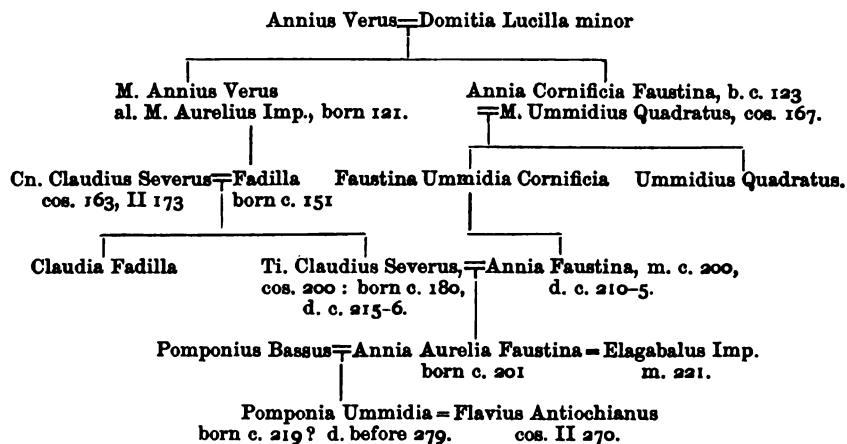 Annius Verus=Domitia Lucilla minor
M. Annius Verus Annia Cornificia Faustina, b. c. 123
al. M. Aurelius Imp., born 121. =M. Ummidius Quadratus, cos. 167.
Cn. Claudius Severus=Fadilla Faustina Ummidia Cornificia Ummidius Quadratus.
cos. 163, II 173 born c. 151
Claudia Fadilla Ti. Claudius Severus,=Annia Faustina, m. c. 200,
cos. 200 : born c. 180, d. c. 210-5.
d. c. 215-6.
Pomponius Bassus=Annia Aurelia Faustina=Elagabalus Imp.
born c. 201 m. 221.
Pomponia Ummidia=Flavius Antiochianus
born c. 219? d. before 279. cos. II 270.